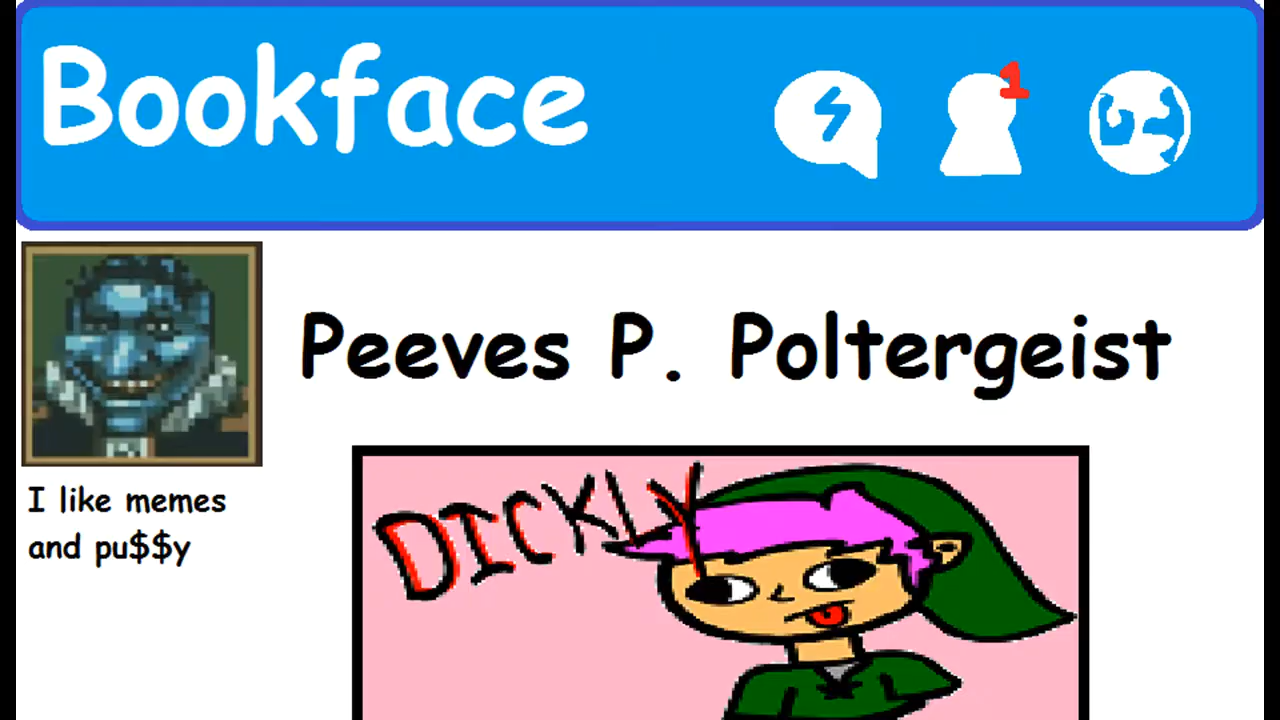 Bookface
1
Peeves P. Poltergeist
I like memes
and pu$$y
DICKLY